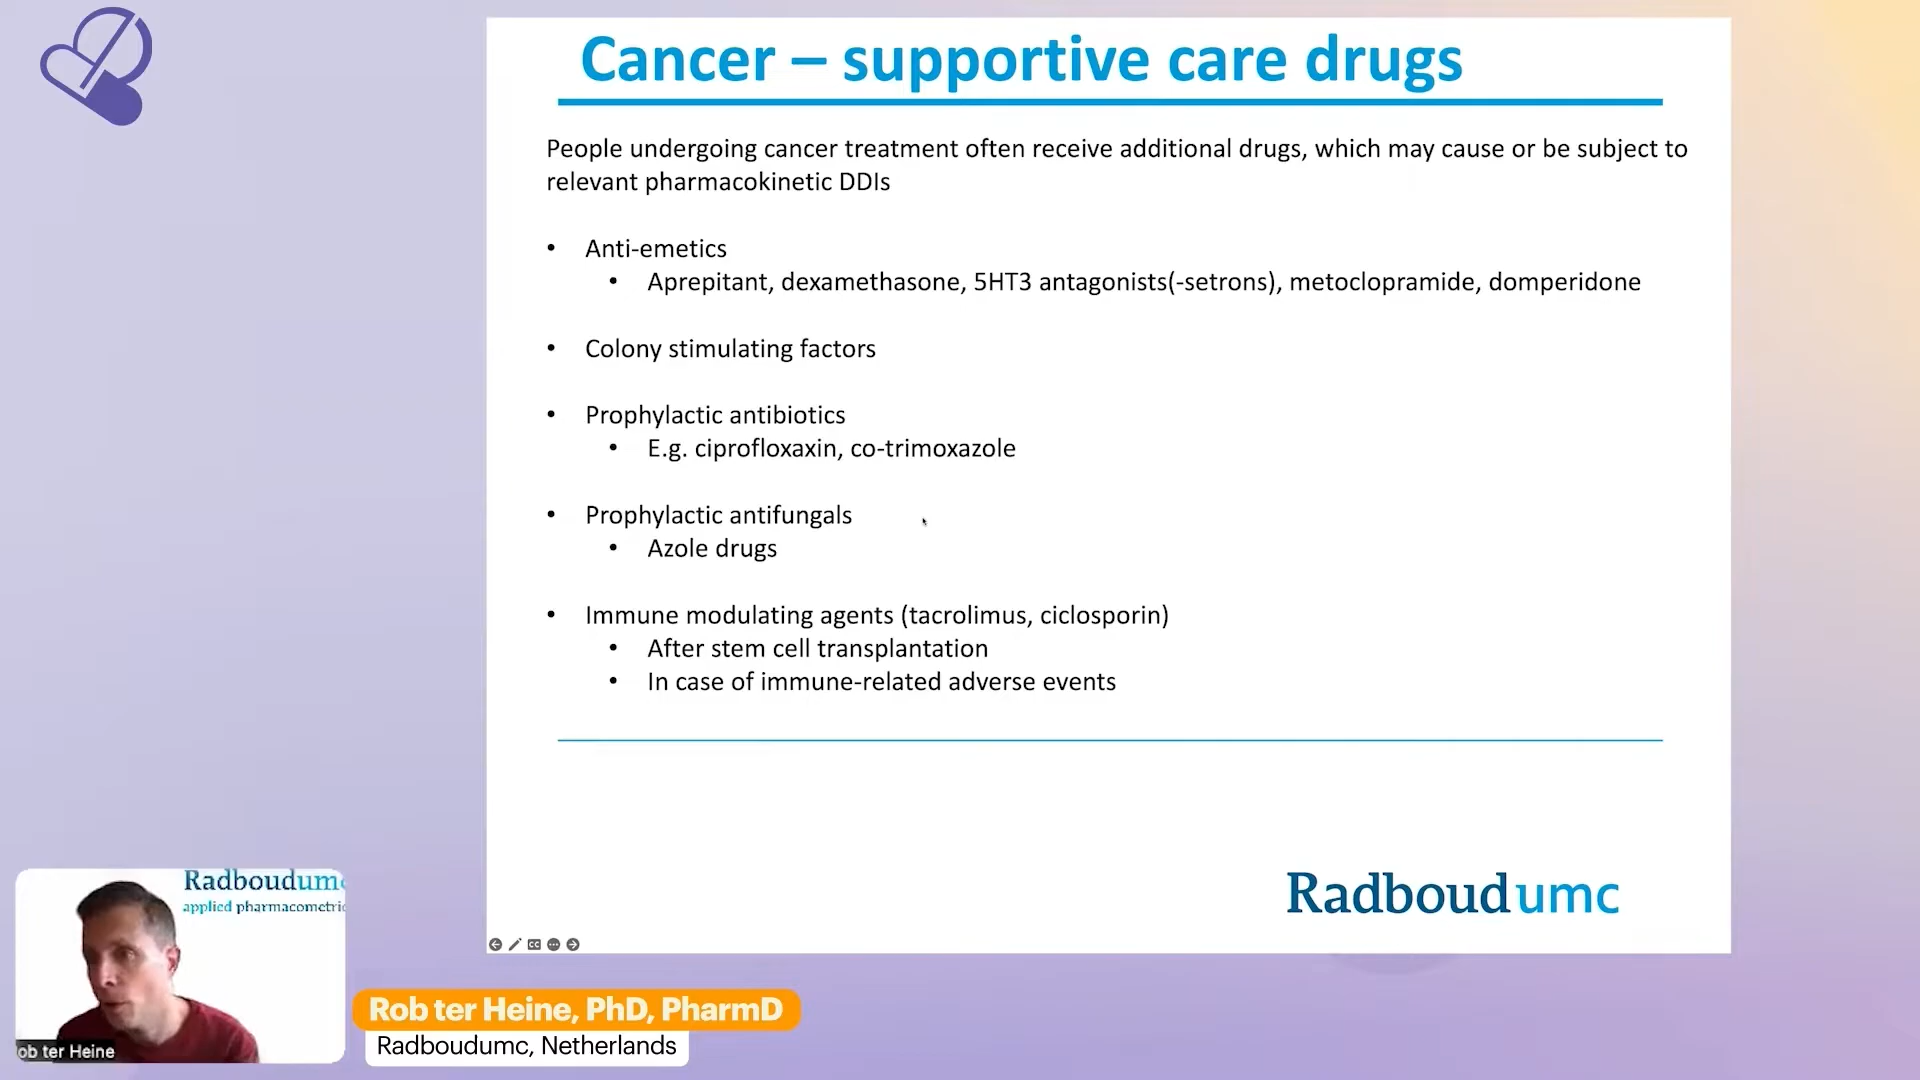 Cancer – supportive care drugs
People undergoing cancer treatment often receive additional drugs, which may cause or be subject to
relevant pharmacokinetic DDIs
• Anti-emetics
• Aprepitant, dexamethasone, 5HT3 antagonists(-setrons), metoclopramide, domperidone
• Colony stimulating factors
• Prophylactic antibiotics
• E.g. ciprofloxaxin, co-trimoxazole
• Prophylactic antifungals
• Azole drugs
• Immune modulating agents (tacrolimus, ciclosporin)
• After stem cell transplantation
• In case of immune-related adverse events
Radboudumc
Radboudumc
applied pharmacometric
ob ter Heine
Rob ter Heine, PhD, PharmD
Radboudumc, Netherlands